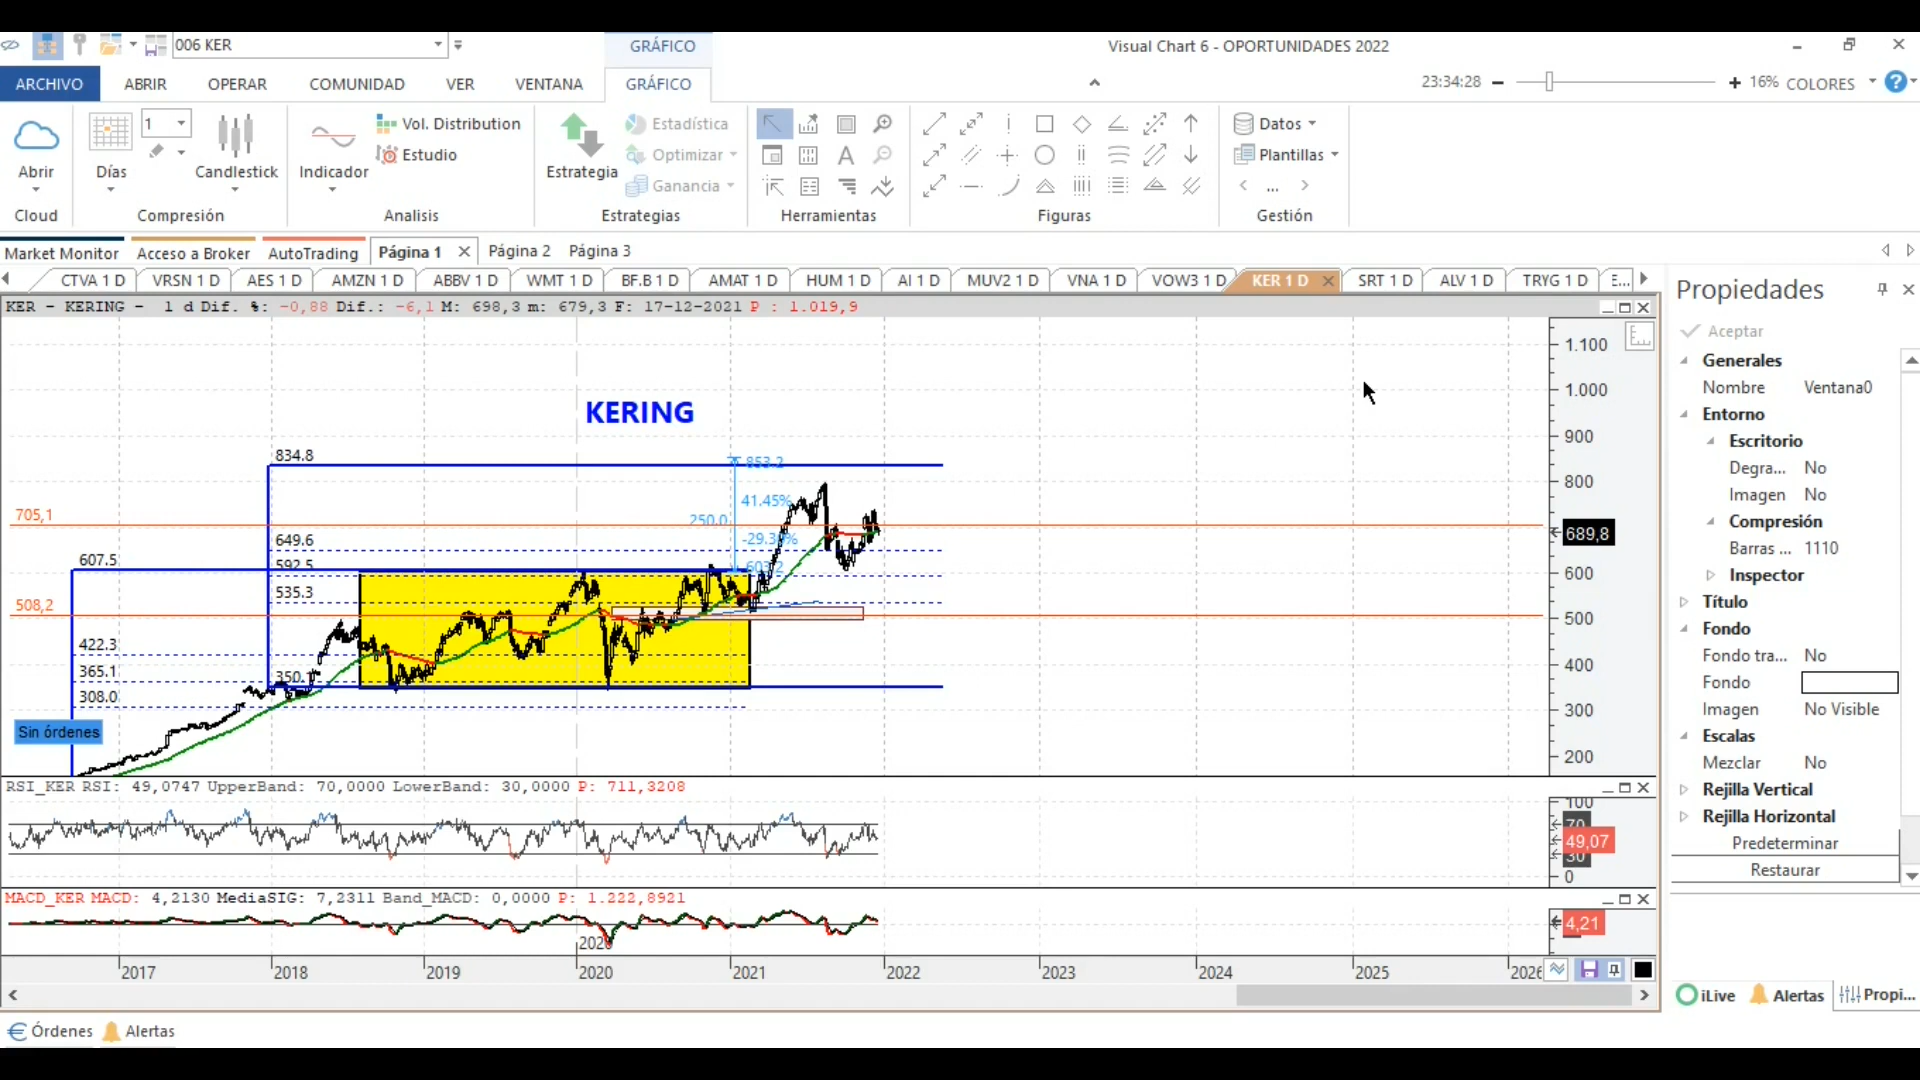 006 KER
GRÁFICO
Visual Chart 6 - OPORTUNIDADES 2022
ARCHIVO ABRIR OPERAR COMUNIDAD VER VENTANA GRÁFICO
23:34:28 16% COLORES
1 Vol. Distribution Estadística Datos
Estudio Optimizar Plantillas
Abrir Días Candlestick Indicador Estrategia Ganancia ...
Cloud Compresión Analisis Estrategias Herramientas Figuras Gestión
Market Monitor Acceso a Broker AutoTrading Página 1 Página 2 Página 3
CTVA 1 D VRSN 1 D AES 1 D AMZN 1 D ABBV 1 D WMT 1 D BF.B 1 D AMAT 1 D HUM 1 D AI 1 D MUV2 1 D VNA 1 D VOW3 1 D KER 1 D SRT 1 D ALV 1 D TRYG 1 D E...
KER - KERING - 1 d Dif. %: -0,88 Dif.: -6,1 M: 698,3 m: 679,3 F: 17-12-2021 P : 1.019,9
1.100
1.000
KERING
900
834.8
853.2
800
41.45%
705,1
250.0
689,8
649.6
-29.30%
607.5
592.5
603.2
600
535.3
508,2
500
422.3
400
365.1
350.
308.0
300
Sin órdenes
200
RSI_KER RSI: 49,0747 UpperBand: 70,0000 LowerBand: 30,0000 P: 711,3208
100
70
49,07
30
0
MACD_KER MACD: 4,2130 MediaSIG: 7,2311 Band_MACD: 0,0000 P: 1.222,8921
4,21
2020
2017 2018 2019 2020 2021 2022 2023 2024 2025 2026
Órdenes Alertas
Propiedades
Aceptar
Generales
Nombre Ventana0
Entorno
Escritorio
Degra... No
Imagen No
Compresión
Barras ... 1110
Inspector
Título
Fondo
Fondo tra... No
Fondo
Imagen No Visible
Escalas
Mezclar No
Rejilla Vertical
Rejilla Horizontal
Predeterminar
Restaurar
iLive Alertas Propi...